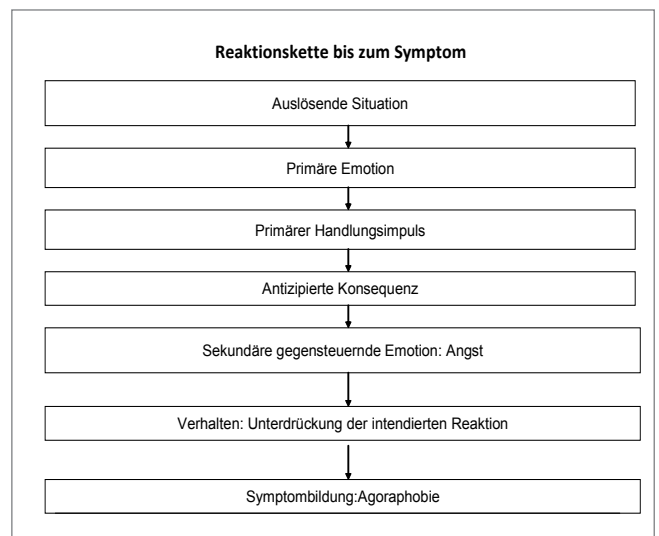 Reaktionskette bis zum Symptom
Auslösende Situation
Primäre Emotion
Primärer Handlungsimpuls
Antizipierte Konsequenz
Sekundäre gegensteuernde Emotion: Angst
Verhalten: Unterdrückung der intendierten Reaktion
Symptombildung:Agoraphobie